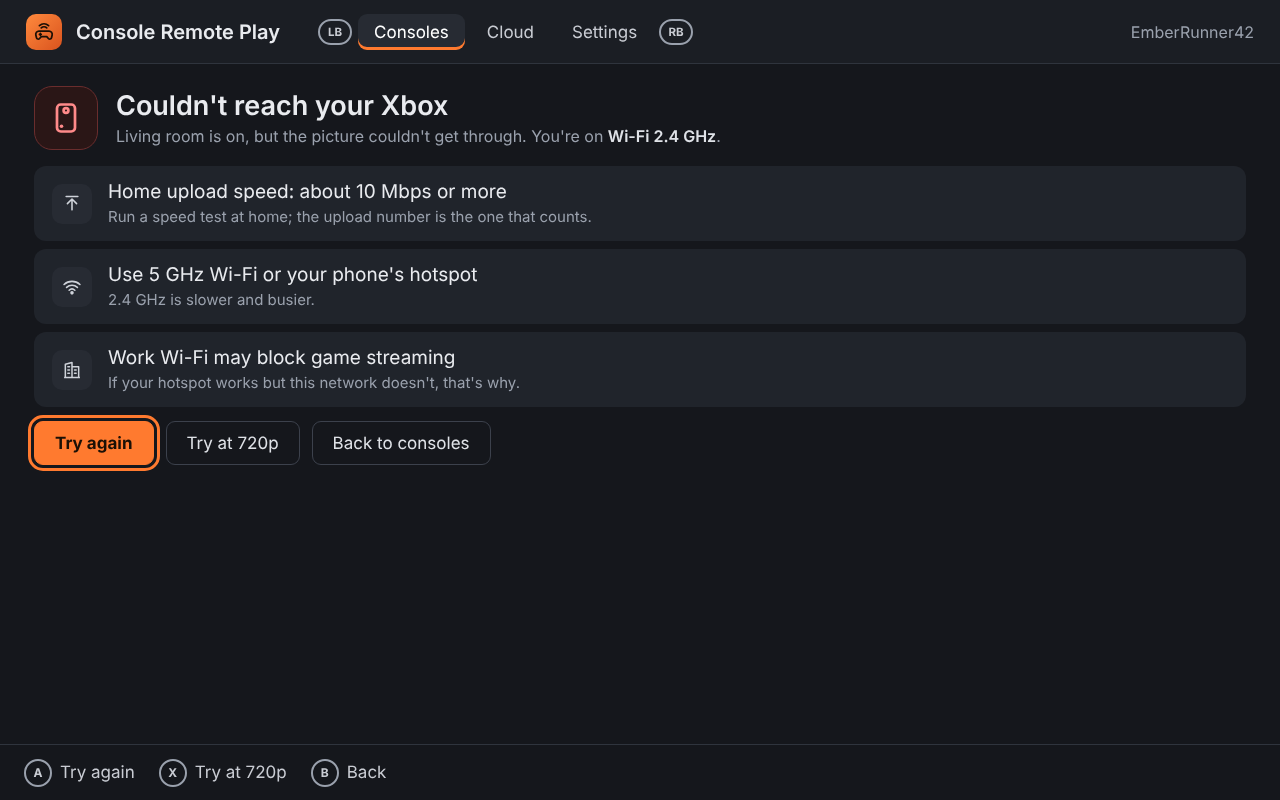 Console Remote Play
LB
Consoles
Cloud
Settings
RB
EmberRunner42
Couldn't reach your Xbox
Living room is on, but the picture couldn't get through. You're on Wi-Fi 2.4 GHz.
Home upload speed: about 10 Mbps or more
Run a speed test at home; the upload number is the one that counts.
Use 5 GHz Wi-Fi or your phone's hotspot
2.4 GHz is slower and busier.
Work Wi-Fi may block game streaming
If your hotspot works but this network doesn't, that's why.
Try again
Try at 720p
Back to consoles
A Try again
X Try at 720p
B Back